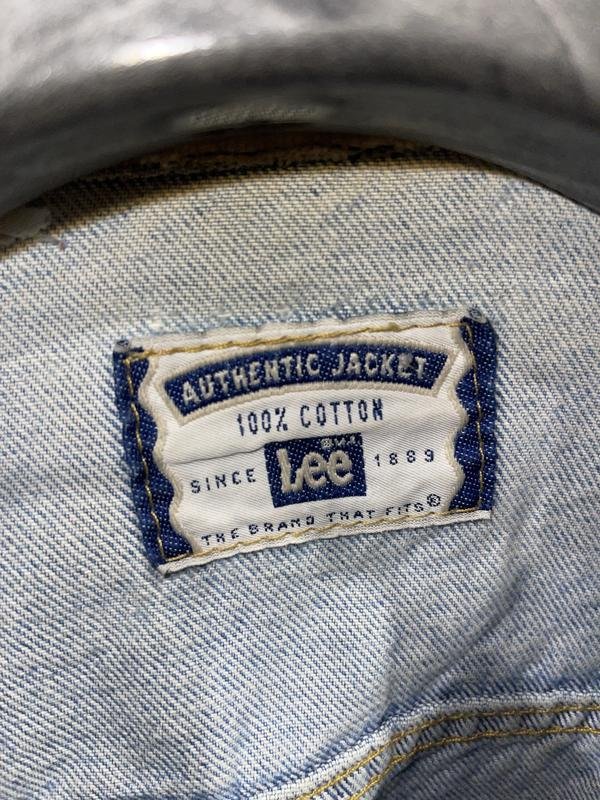 AUTHENTIC JACKET
100% COTTON
SINCE Lee 1889
THE BRAND THAT FITS®